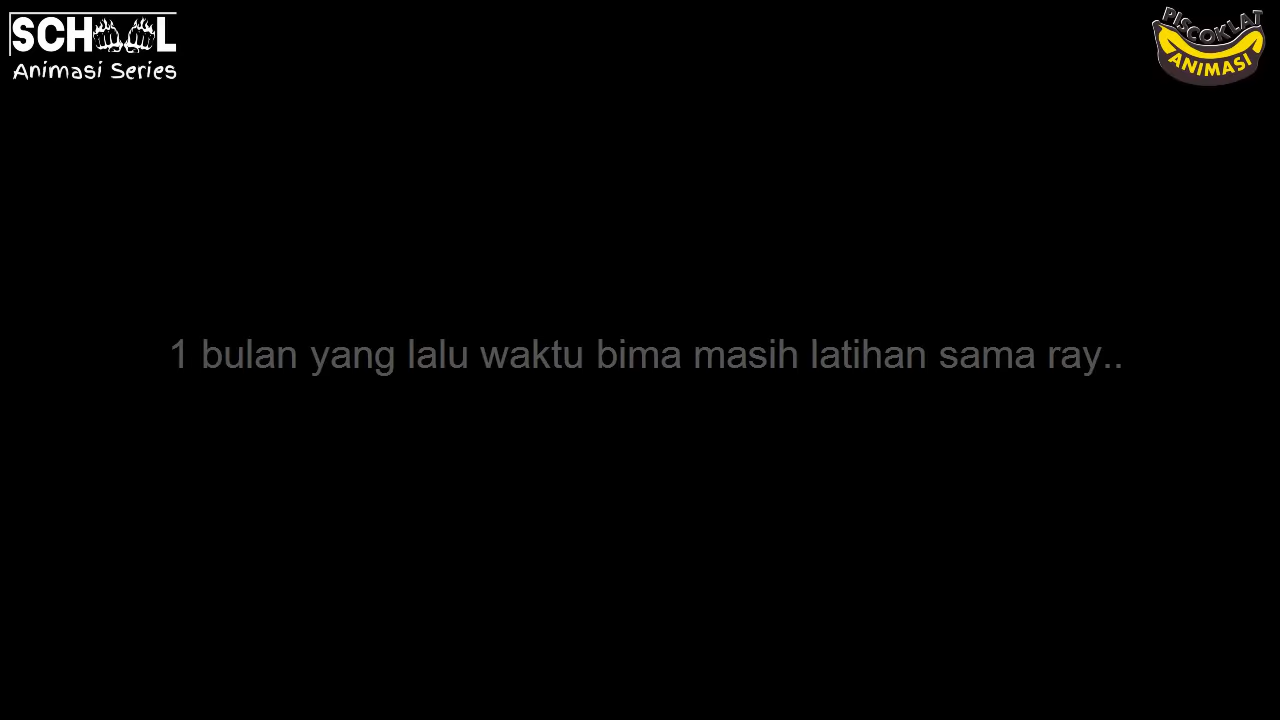 SCHOOL
Animasi Series
PISCOKLAT
ANIMASI
1 bulan yang lalu waktu bima masih latihan sama ray..